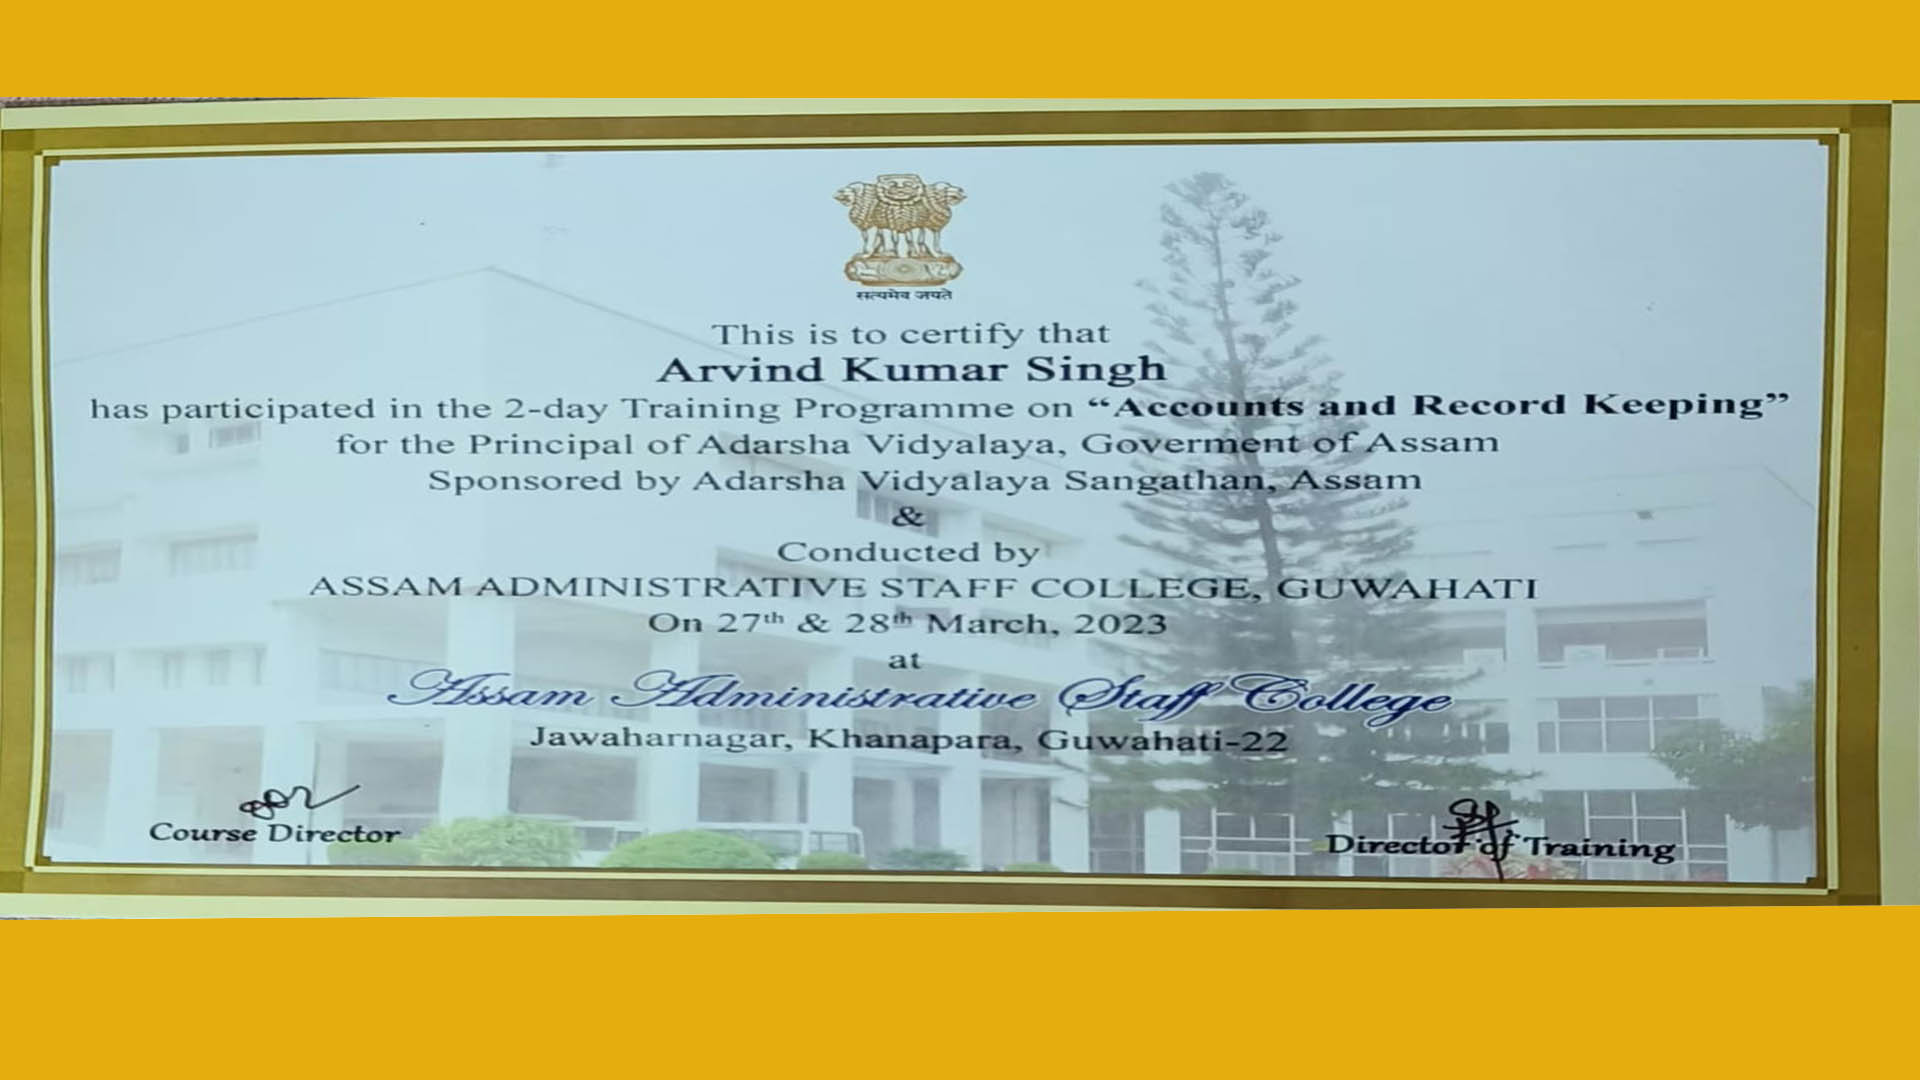 सत्यमेव जयते
This is to certify that
Arvind Kumar Singh
has participated in the 2-day Training Programme on “Accounts and Record Keeping”
for the Principal of Adarsha Vidyalaya, Goverment of Assam
Sponsored by Adarsha Vidyalaya Sangathan, Assam
&
Conducted by
ASSAM ADMINISTRATIVE STAFF COLLEGE, GUWAHATI
On 27th & 28th March, 2023
at
Assam Administrative Staff College
Jawaharnagar, Khanapara, Guwahati-22
Course Director
Director of Training